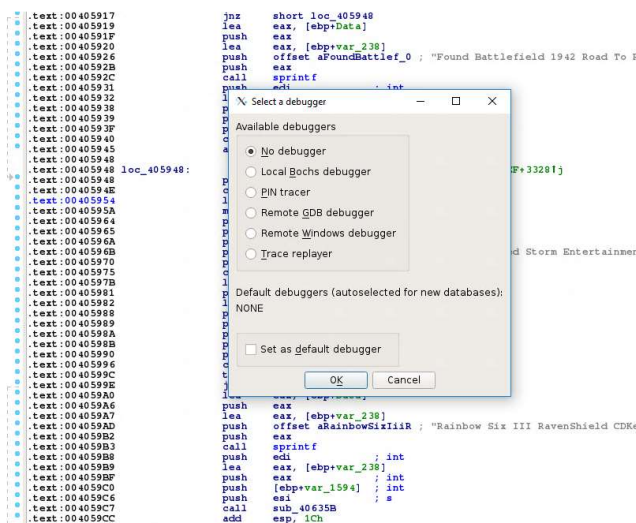 .text:00405917 jnz short loc_405948
.text:00405919 lea eax, [ebp+Data]
.text:0040591F push eax
.text:00405920 lea eax, [ebp+var_238]
.text:00405926 push offset aFoundBattlef_0 ; "Found Battlefield 1942 Road To
.text:0040592B push eax
.text:0040592C call sprintf
.text:00405931 push edi ; int
.text:00405932 l
.text:00405938 p
.text:00405939 p
.text:0040593F p
.text:00405940 c
.text:00405945 a
.text:00405948
.text:00405948 loc_405948: CF+3328↑j
.text:00405948 p
.text:0040594E c
.text:00405954 l
.text:0040595A m
.text:00405964 p
.text:00405965 p
.text:0040596A p
.text:0040596B p d Storm Entertainmen
.text:00405970 p
.text:00405975 c
.text:0040597B l
.text:00405981 p
.text:00405982 l
.text:00405988 p
.text:00405989 p
.text:0040598A p
.text:0040598B p
.text:00405990 p
.text:00405996 c
.text:0040599C t
.text:0040599E j
.text:004059A0 lea eax, [ebp+Data]
.text:004059A6 push eax
.text:004059A7 lea eax, [ebp+var_238]
.text:004059AD push offset aRainbowSixIiiR ; "Rainbow Six III RavenShield CDKe
.text:004059B2 push eax
.text:004059B3 call sprintf
.text:004059B8 push edi ; int
.text:004059B9 lea eax, [ebp+var_238]
.text:004059BF push eax ; int
.text:004059C0 push [ebp+var_1594] ; int
.text:004059C6 push esi ; s
.text:004059C7 call sub_40635B
.text:004059CC add esp, 1Ch
Select a debugger
Available debuggers
No debugger
Local Bochs debugger
PIN tracer
Remote GDB debugger
Remote Windows debugger
Trace replayer
Default debuggers (autoselected for new databases):
NONE
Set as default debugger
OK Cancel